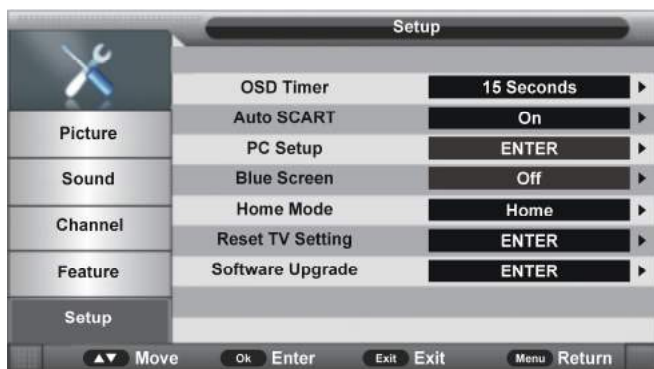 Setup
OSD Timer 15 Seconds
Auto SCART On
Picture
PC Setup ENTER
Sound
Blue Screen Off
Home Mode Home
Channel
Reset TV Setting ENTER
Feature
Software Upgrade ENTER
Setup
Move Ok Enter Exit Exit Menu Return